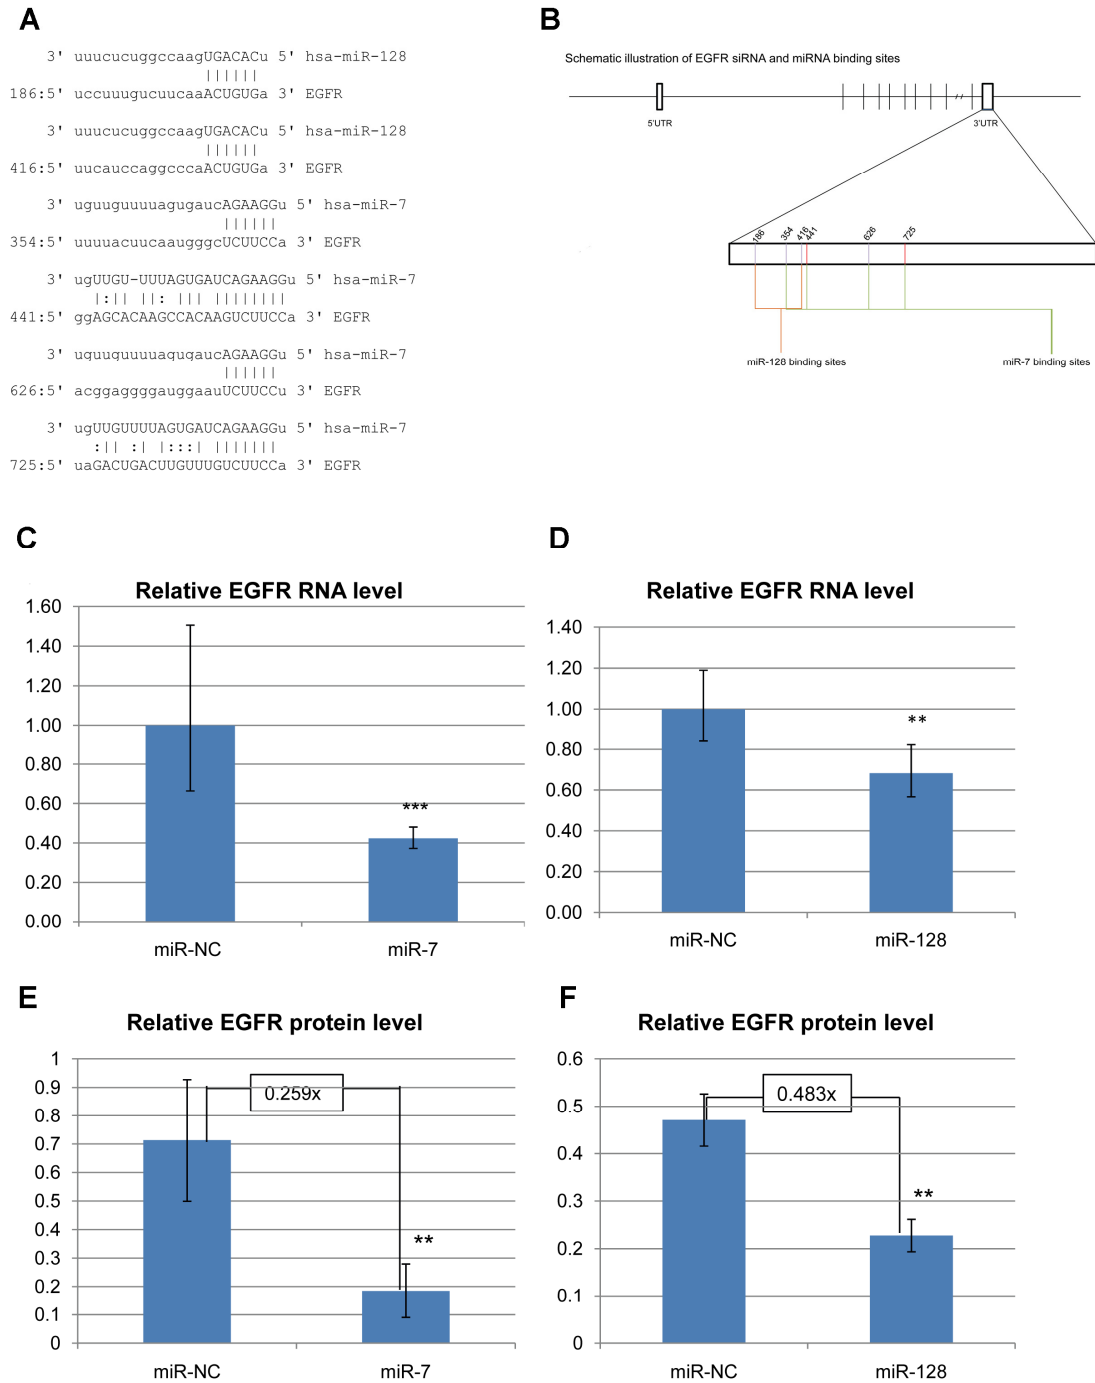 A
3' uuucucuggccaagUGACACu 5' hsa-miR-128
||||||
186:5' uccuuugucuucaaACUGUGa 3' EGFR
3' uuucucuggccaagUGACACu 5' hsa-miR-128
||||||
416:5' uucauccaggcccaACUGUGa 3' EGFR
3' uguuguuuuagugaucAGAAGGu 5' hsa-miR-7
||||||
354:5' uuuuacuucaaugggcUCUUCCa 3' EGFR
3' ugUUGU-UUUAGUGAUCAGAAGGu 5' hsa-miR-7
|:|| ||: ||| ||||||||
441:5' ggAGCACAAGCCACAAGUCUUCCa 3' EGFR
3' uguuguuuuagugaucAGAAGGu 5' hsa-miR-7
||||||
626:5' acggaggggauggaauUCUUCCu 3' EGFR
3' ugUUGUUUUAGUGAUCAGAAGGu 5' hsa-miR-7
:|| :| |:::| |||||||
725:5' uaGACUGACUUGUUUGUCUUCCa 3' EGFR
B
Schematic illustration of EGFR siRNA and miRNA binding sites
5'UTR
3'UTR
186 354 416 441 626 725
miR-128 binding sites
miR-7 binding sites
C
Relative EGFR RNA level
1.60
1.40
1.20
1.00
0.80
0.60
0.40
0.20
0.00
***
miR-NC miR-7
D
Relative EGFR RNA level
1.40
1.20
1.00
0.80
0.60
0.40
0.20
0.00
**
miR-NC miR-128
E
Relative EGFR protein level
1
0.9
0.8
0.7
0.6
0.5
0.4
0.3
0.2
0.1
0
0.259x
**
miR-NC miR-7
F
Relative EGFR protein level
0.6
0.5
0.4
0.3
0.2
0.1
0
0.483x
**
miR-NC miR-128